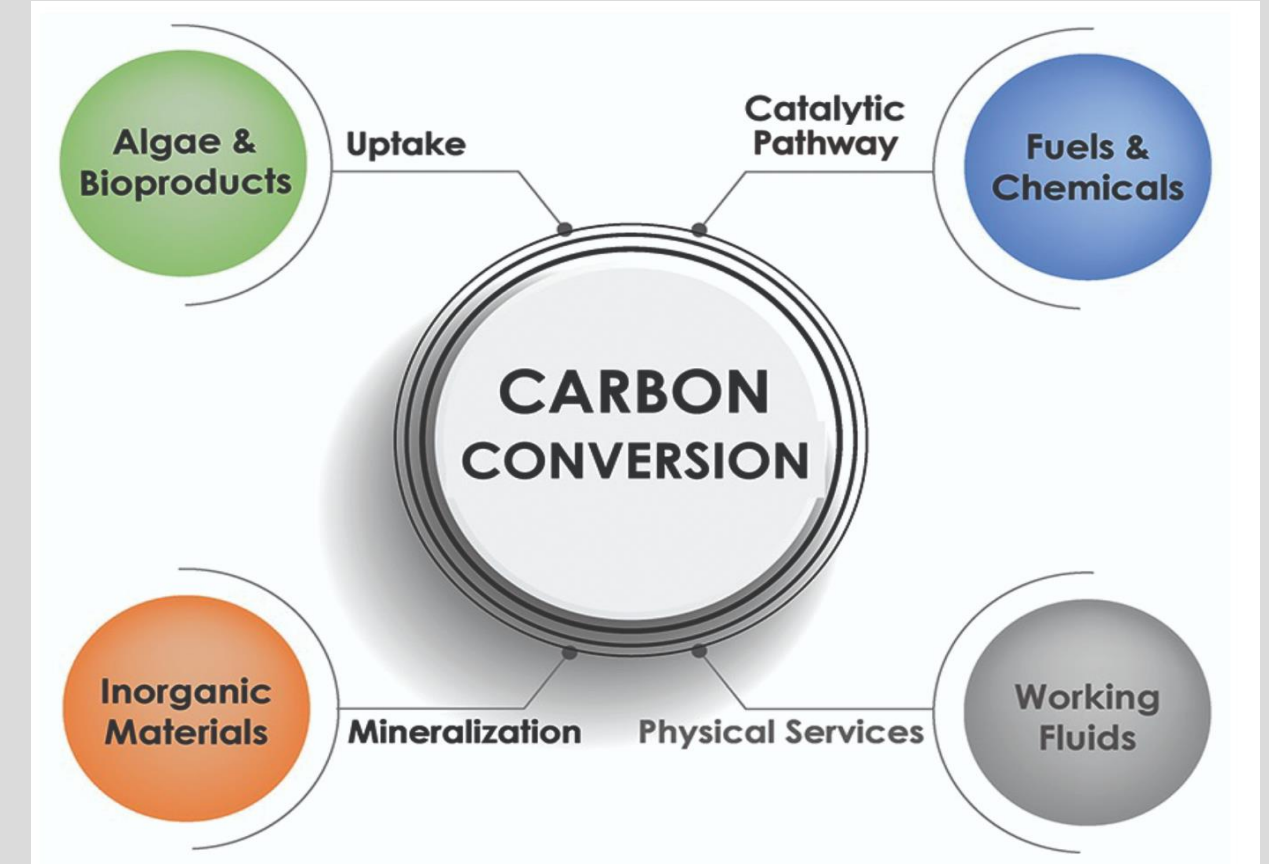 Algae &
Bioproducts
Uptake
Catalytic
Pathway
Fuels &
Chemicals
CARBON
CONVERSION
Inorganic
Materials
Mineralization
Physical Services
Working
Fluids